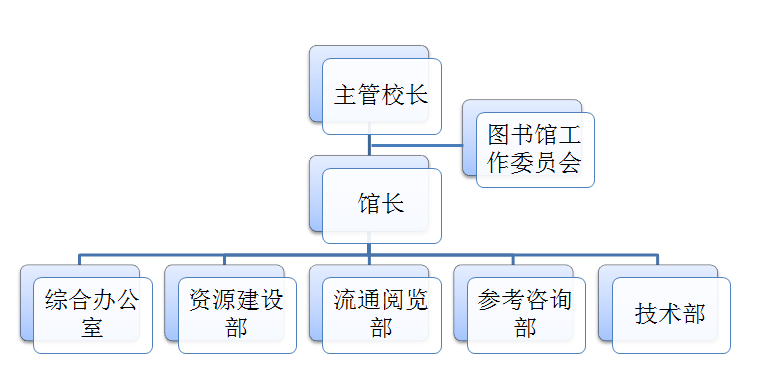 主管校长
图书馆工
作委员会
馆长
综合办公
室
资源建设
部
流通阅览
部
参考咨询
部
技术部